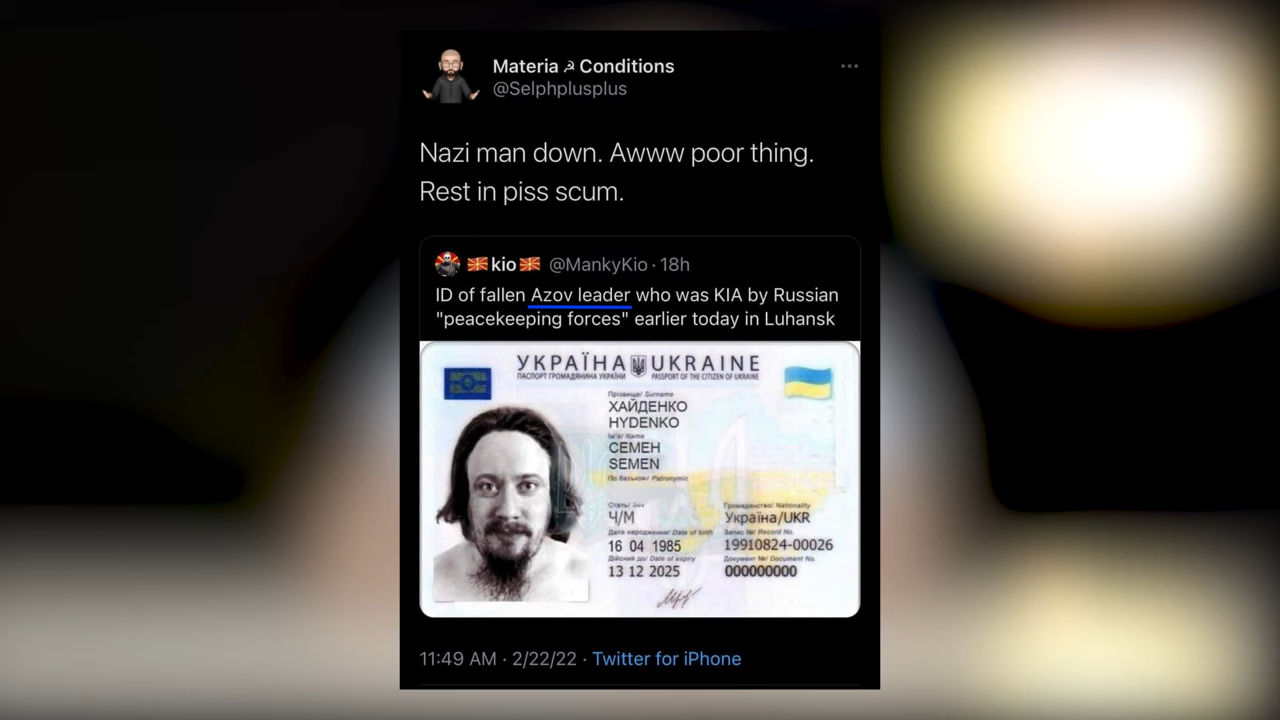 Materia☭Conditions
@Selphplusplus
Nazi man down. Awww poor thing.
Rest in piss scum.
kio @MankyKio · 18h
ID of fallen Azov leader who was KIA by Russian
"peacekeeping forces" earlier today in Luhansk
УКРАЇНА UKRAINE
ПАСПОРТ ГРОМАДЯНИНА УКРАЇНИ PASSPORT OF THE CITIZEN OF UKRAINE
Прізвище/ Surname
ХАЙДЕНКО
HYDENKO
Ім'я/ Name
СЕМЕН
SEMEN
По батькові/ Patronymic
Стать/ Sex Громадянство/ Nationality
Ч/М Україна/UKR
Дата народження/ Date of birth Запис №/ Record No.
16 04 1985 19910824-00026
Дійсний до/ Date of expiry Документ №/ Document No.
13 12 2025 000000000
11:49 AM · 2/22/22 · Twitter for iPhone